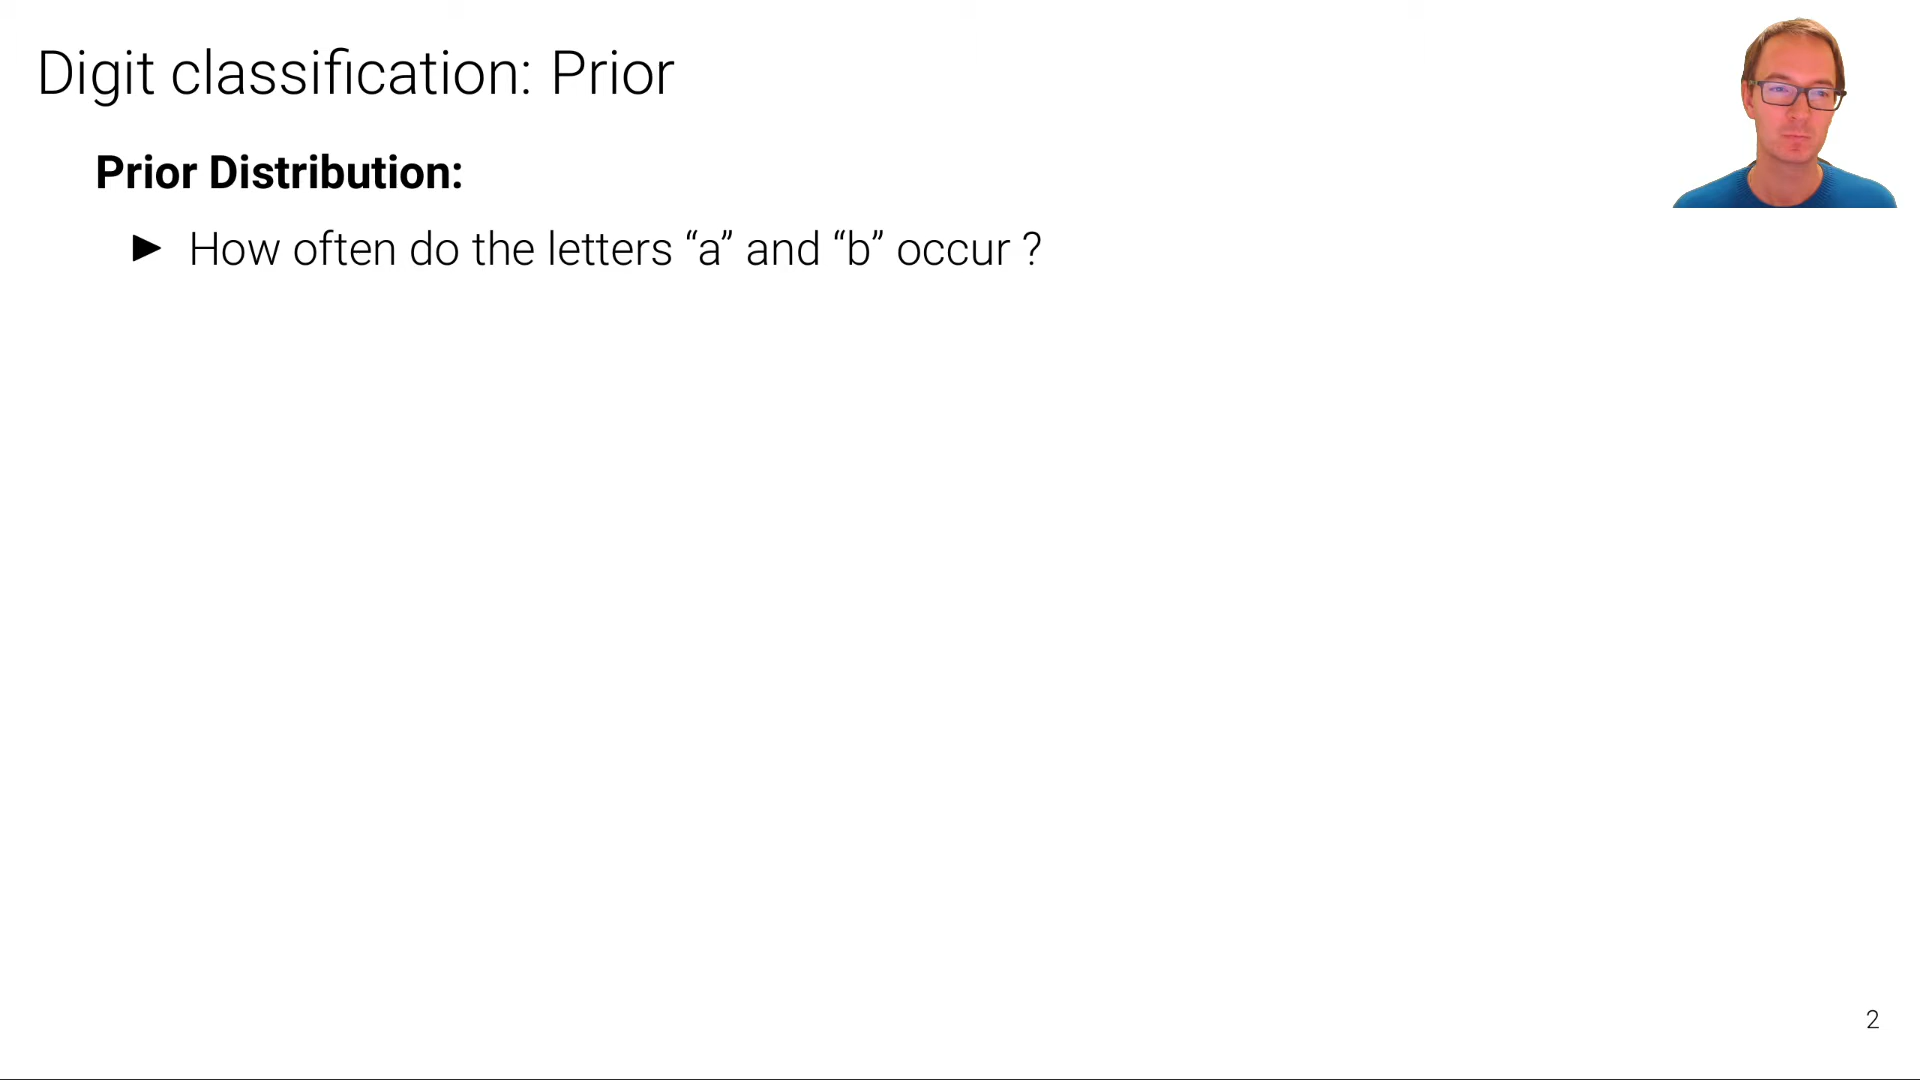 Digit classification: Prior
Prior Distribution:
► How often do the letters “a” and “b” occur ?
2